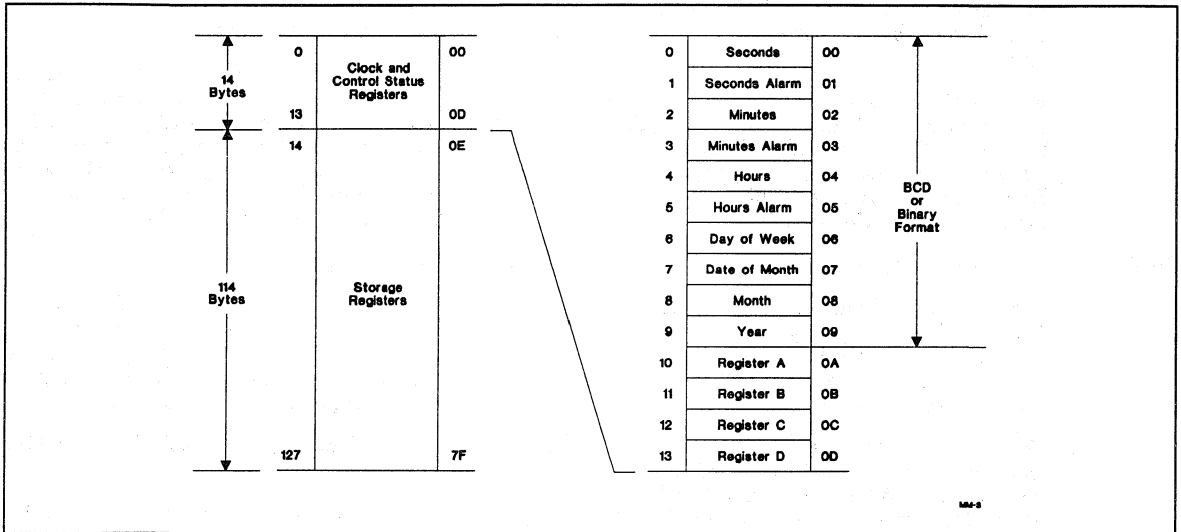 0 00
Clock and
Control Status
Registers
14
Bytes
13 0D
14 0E
114
Bytes
Storage
Registers
127 7F
0 Seconds 00
1 Seconds Alarm 01
2 Minutes 02
3 Minutes Alarm 03
4 Hours 04
5 Hours Alarm 05
6 Day of Week 06
7 Date of Month 07
8 Month 08
9 Year 09
10 Register A 0A
11 Register B 0B
12 Register C 0C
13 Register D 0D
BCD
or
Binary
Format